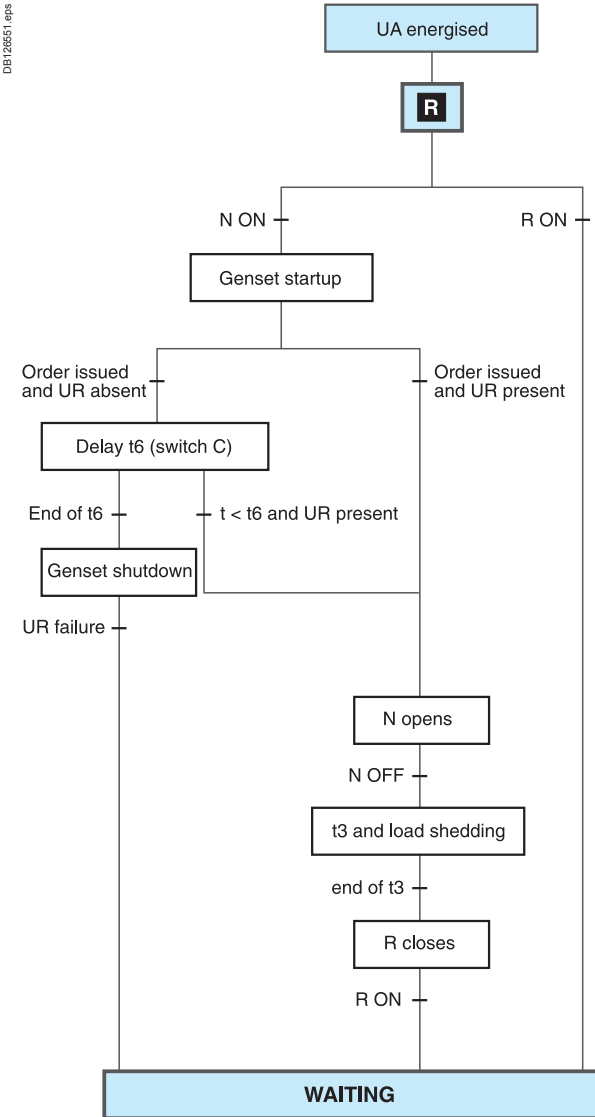 DB126551.eps
UA energised
R
N ON
R ON
Genset startup
Order issued
and UR absent
Order issued
and UR present
Delay t6 (switch C)
End of t6
t < t6 and UR present
Genset shutdown
UR failure
N opens
N OFF
t3 and load shedding
end of t3
R closes
R ON
WAITING